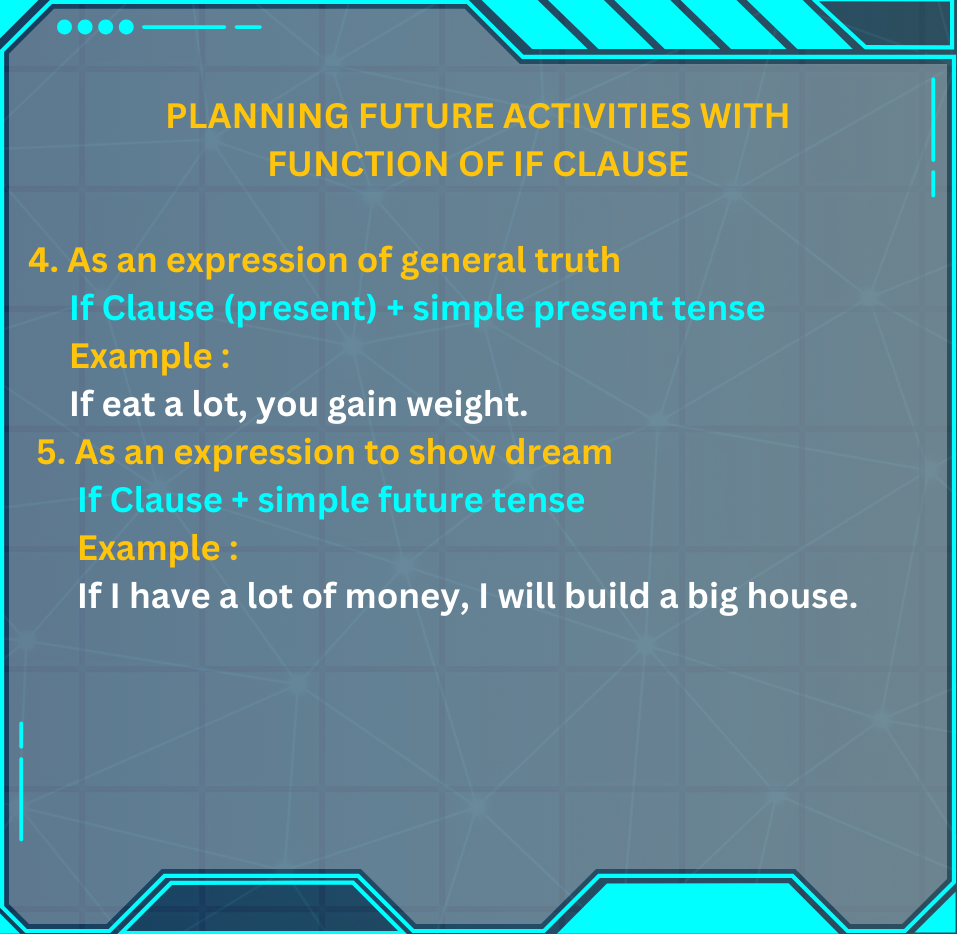 PLANNING FUTURE ACTIVITIES WITH
FUNCTION OF IF CLAUSE
4. As an expression of general truth
If Clause (present) + simple present tense
Example :
If eat a lot, you gain weight.
5. As an expression to show dream
If Clause + simple future tense
Example :
If I have a lot of money, I will build a big house.